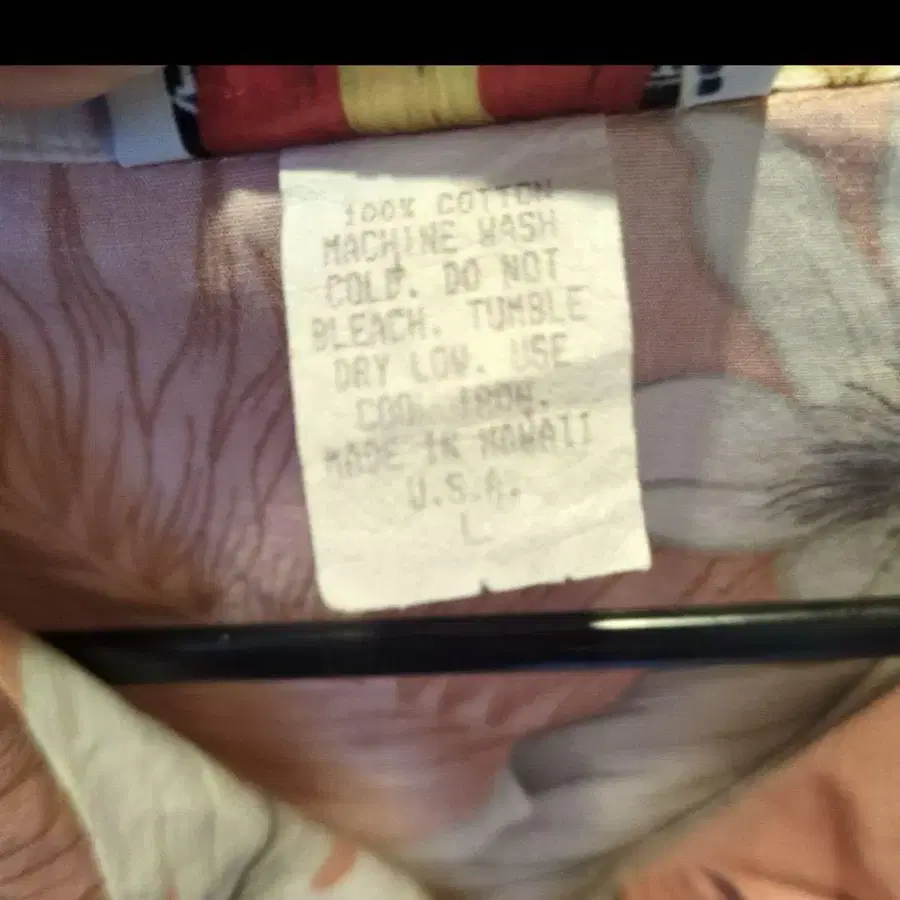 100% COTTON
MACHINE WASH
COLD. DO NOT
BLEACH. TUMBLE
DRY LOW. USE
COOL IRON.
MADE IN HAWAII
U.S.A.
L